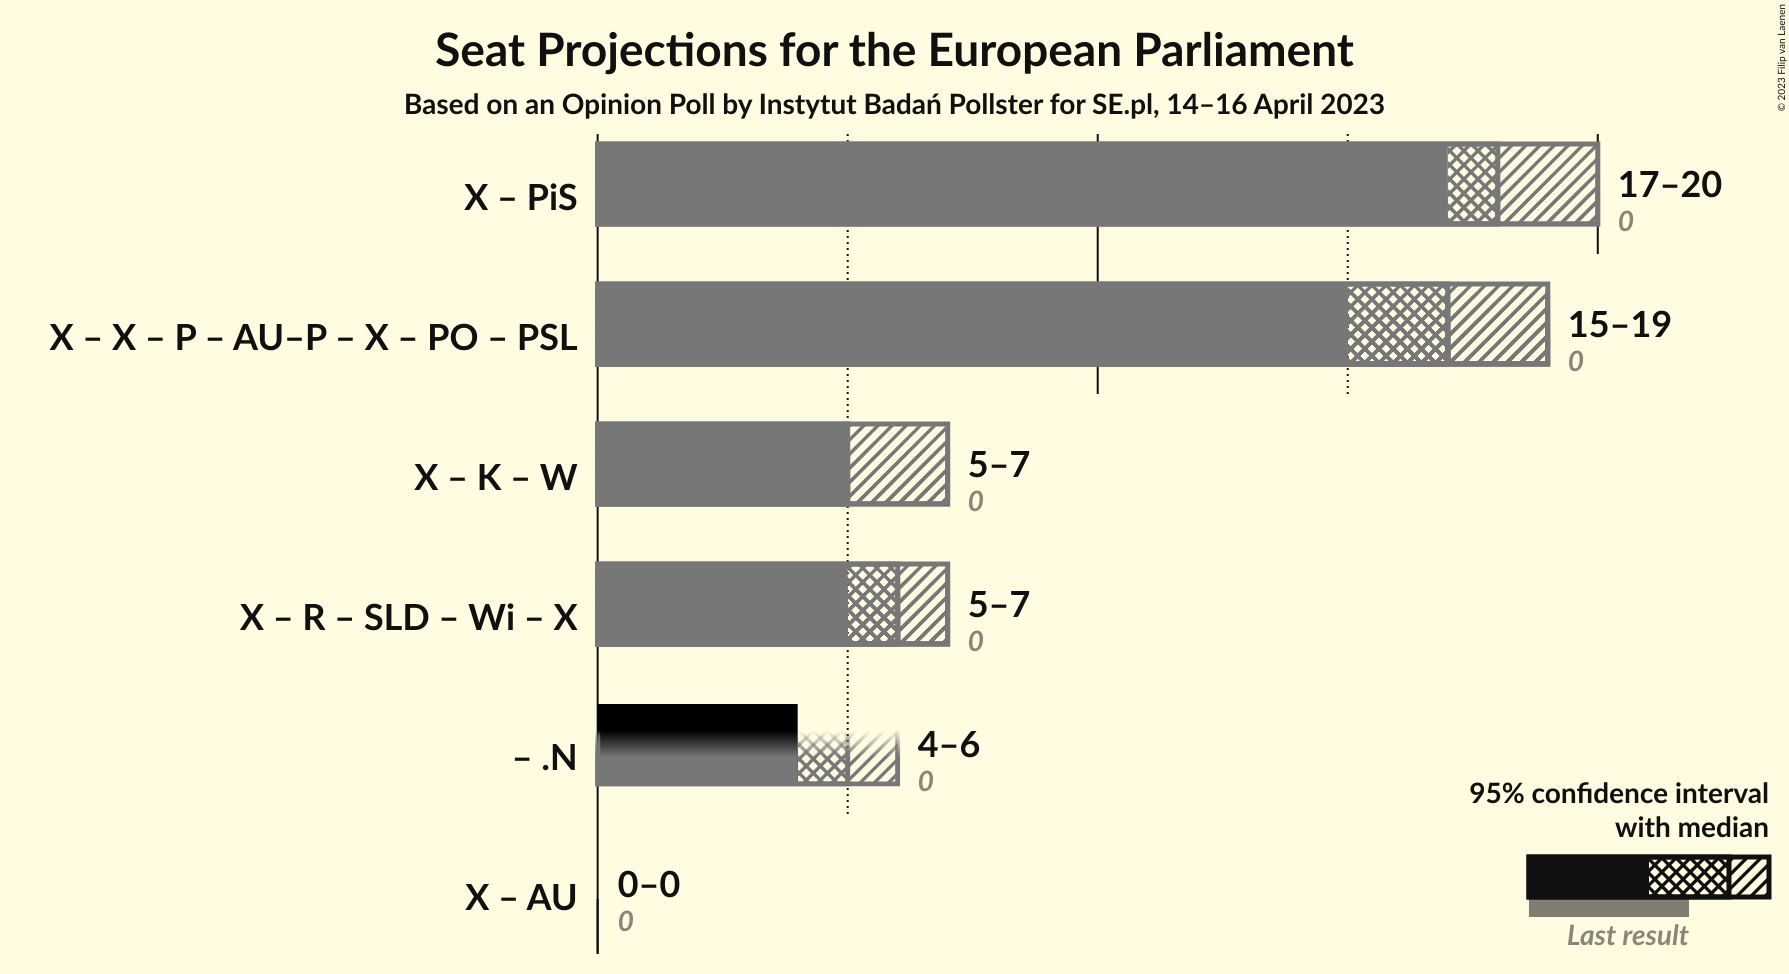 Seat Projections for the European Parliament
Based on an Opinion Poll by Instytut Badań Pollster for SE.pl, 14–16 April 2023
© 2023 Filip van Laenen
X – PiS
17–20
0
X – X – P – AU–P – X – PO – PSL
15–19
0
X – K – W
5–7
0
X – R – SLD – Wi – X
5–7
0
– .N
4–6
0
X – AU
0–0
0
95% confidence interval
with median
Last result